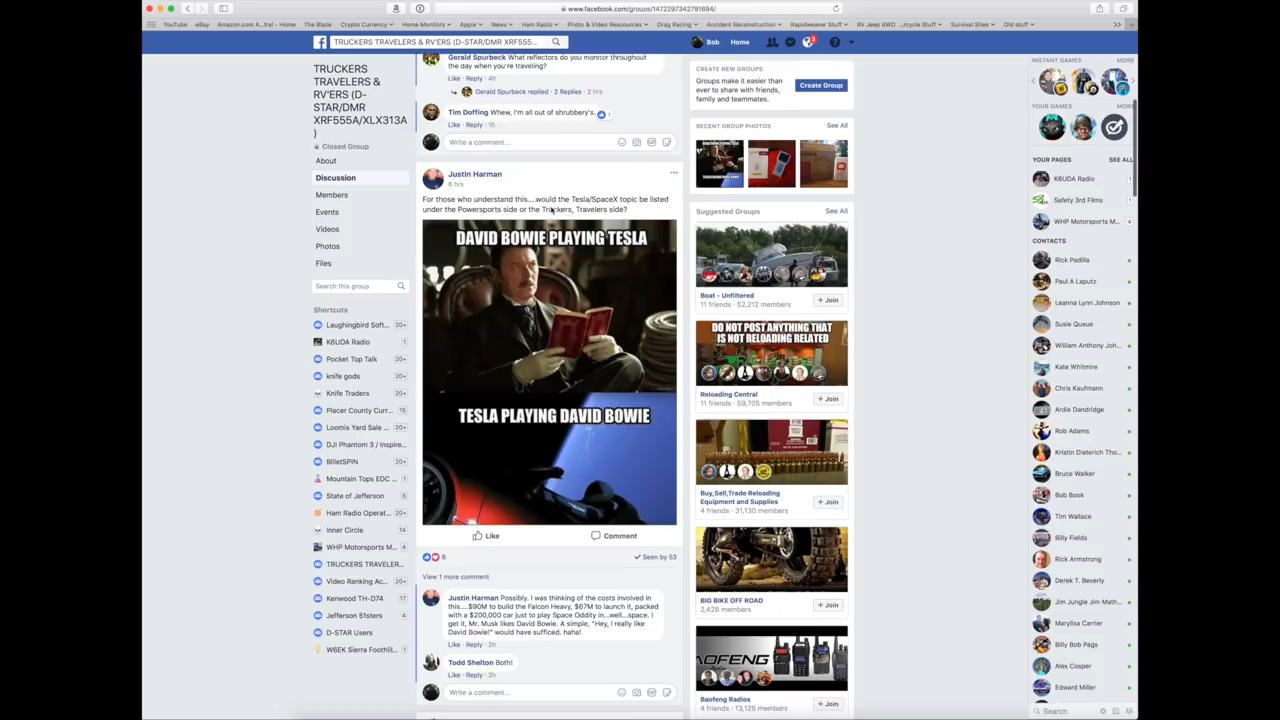 www.facebook.com/groups/1472297342791694/
YouTube eBay Amazon.com A...tral - Home The Blaze Crypto Currency Home Monitors Apple News Ham Radio Photo & Video Resources Drag Racing Accident Reconstruction Rapidweaver Stuff RV Jeep 4WD ...rcycle Stuff Survival Sites Old stuff
TRUCKERS TRAVELERS & RV'ERS (D-STAR/DMR XRF555...
Bob Home
3
TRUCKERS
TRAVELERS &
RV'ERS (D-
STAR/DMR
XRF555A/XLX313A
)
Closed Group
About
Discussion
Members
Events
Videos
Photos
Files
Search this group
Shortcuts
Laughingbird Soft... 20+
K6UDA Radio 1
Pocket Top Talk 20+
knife gods 20+
Knife Traders 20+
Placer County Curr... 15
Loomis Yard Sale ... 20+
DJI Phantom 3 / Inspire...
BilletSPIN 20+
Mountain Tops EDC ...
State of Jefferson 5
Ham Radio Operat... 20+
Inner Circle 14
WHP Motorsports M... 4
TRUCKERS TRAVELER... 20+
Video Ranking Ac... 20+
Kenwood TH-D74 17
Jefferson 51sters 4
D-STAR Users
W6EK Sierra Foothill...
Gerald Spurbeck What reflectors do you monitor throughout
the day when you're traveling?
Like · Reply · 4h
Gerald Spurbeck replied · 2 Replies · 2 hrs
Tim Doffing Whew, I'm all out of shrubbery's.
1
Like · Reply · 1h
Write a comment...
Justin Harman
6 hrs
For those who understand this....would the Tesla/SpaceX topic be listed
under the Powersports side or the Truckers, Travelers side?
DAVID BOWIE PLAYING TESLA
TESLA PLAYING DAVID BOWIE
Like Comment
6 Seen by 53
View 1 more comment
Justin Harman Possibly. I was thinking of the costs involved in
this....$90M to build the Falcon Heavy, $67M to launch it, packed
with a $200,000 car just to play Space Oddity in...well...space. I
get it, Mr. Musk likes David Bowie. A simple, "Hey, I really like
David Bowie!" would have sufficed. haha!
Like · Reply · 2h
Todd Shelton Both!
Like · Reply · 2h
Write a comment...
CREATE NEW GROUPS
Groups make it easier than
ever to share with friends,
family and teammates.
Create Group
RECENT GROUP PHOTOS See All
Suggested Groups See All
Boat - Unfiltered
11 friends · 52,212 members
+ Join
DO NOT POST ANYTHING THAT
IS NOT RELOADING RELATED
Reloading Central
11 friends · 59,705 members
+ Join
Buy,Sell,Trade Reloading
Equipment and Supplies
4 friends · 31,130 members
+ Join
BIG BIKE OFF ROAD
2,428 members
+ Join
AOFENG
Baofeng Radios
4 friends · 13,125 members
+ Join
INSTANT GAMES MORE
YOUR GAMES MORE
YOUR PAGES SEE ALL
K6UDA Radio 1
Safety 3rd Films 1
WHP Motorsports M... 4
CONTACTS
Rick Padilla
Paul A Laputz
Leanna Lynn Johnson
Susie Queue
William Anthony Joh...
Kate Whitmire
Chris Kaufmann
Ardie Dandridge
Rob Adams
Kristin Dieterich Tho...
Bruce Walker
Bob Book
Tim Wallace
Billy Fields
Rick Armstrong
Derek T. Beverly
Jim Jungle Jim Math...
Marylisa Carrier
Billy Bob Pags
Alex Cosper
Edward Miller
Search